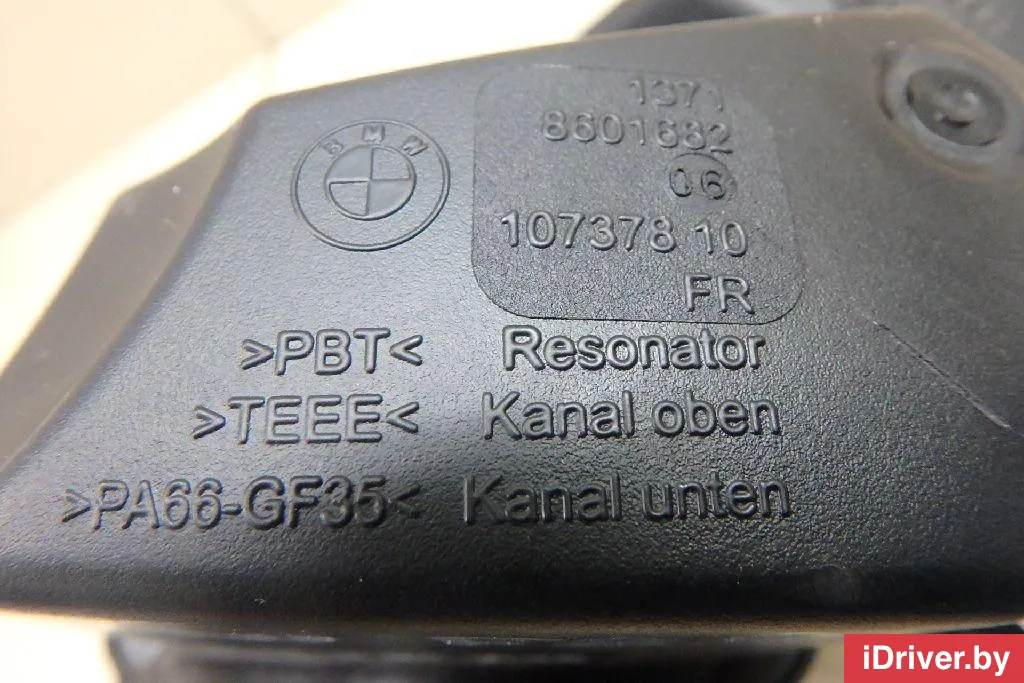 BMW
1371
8601682
06
107378 10
FR
>PBT< Resonator
>TEEE< Kanal oben
>PA66-GF35< Kanal unten
iDriver.by